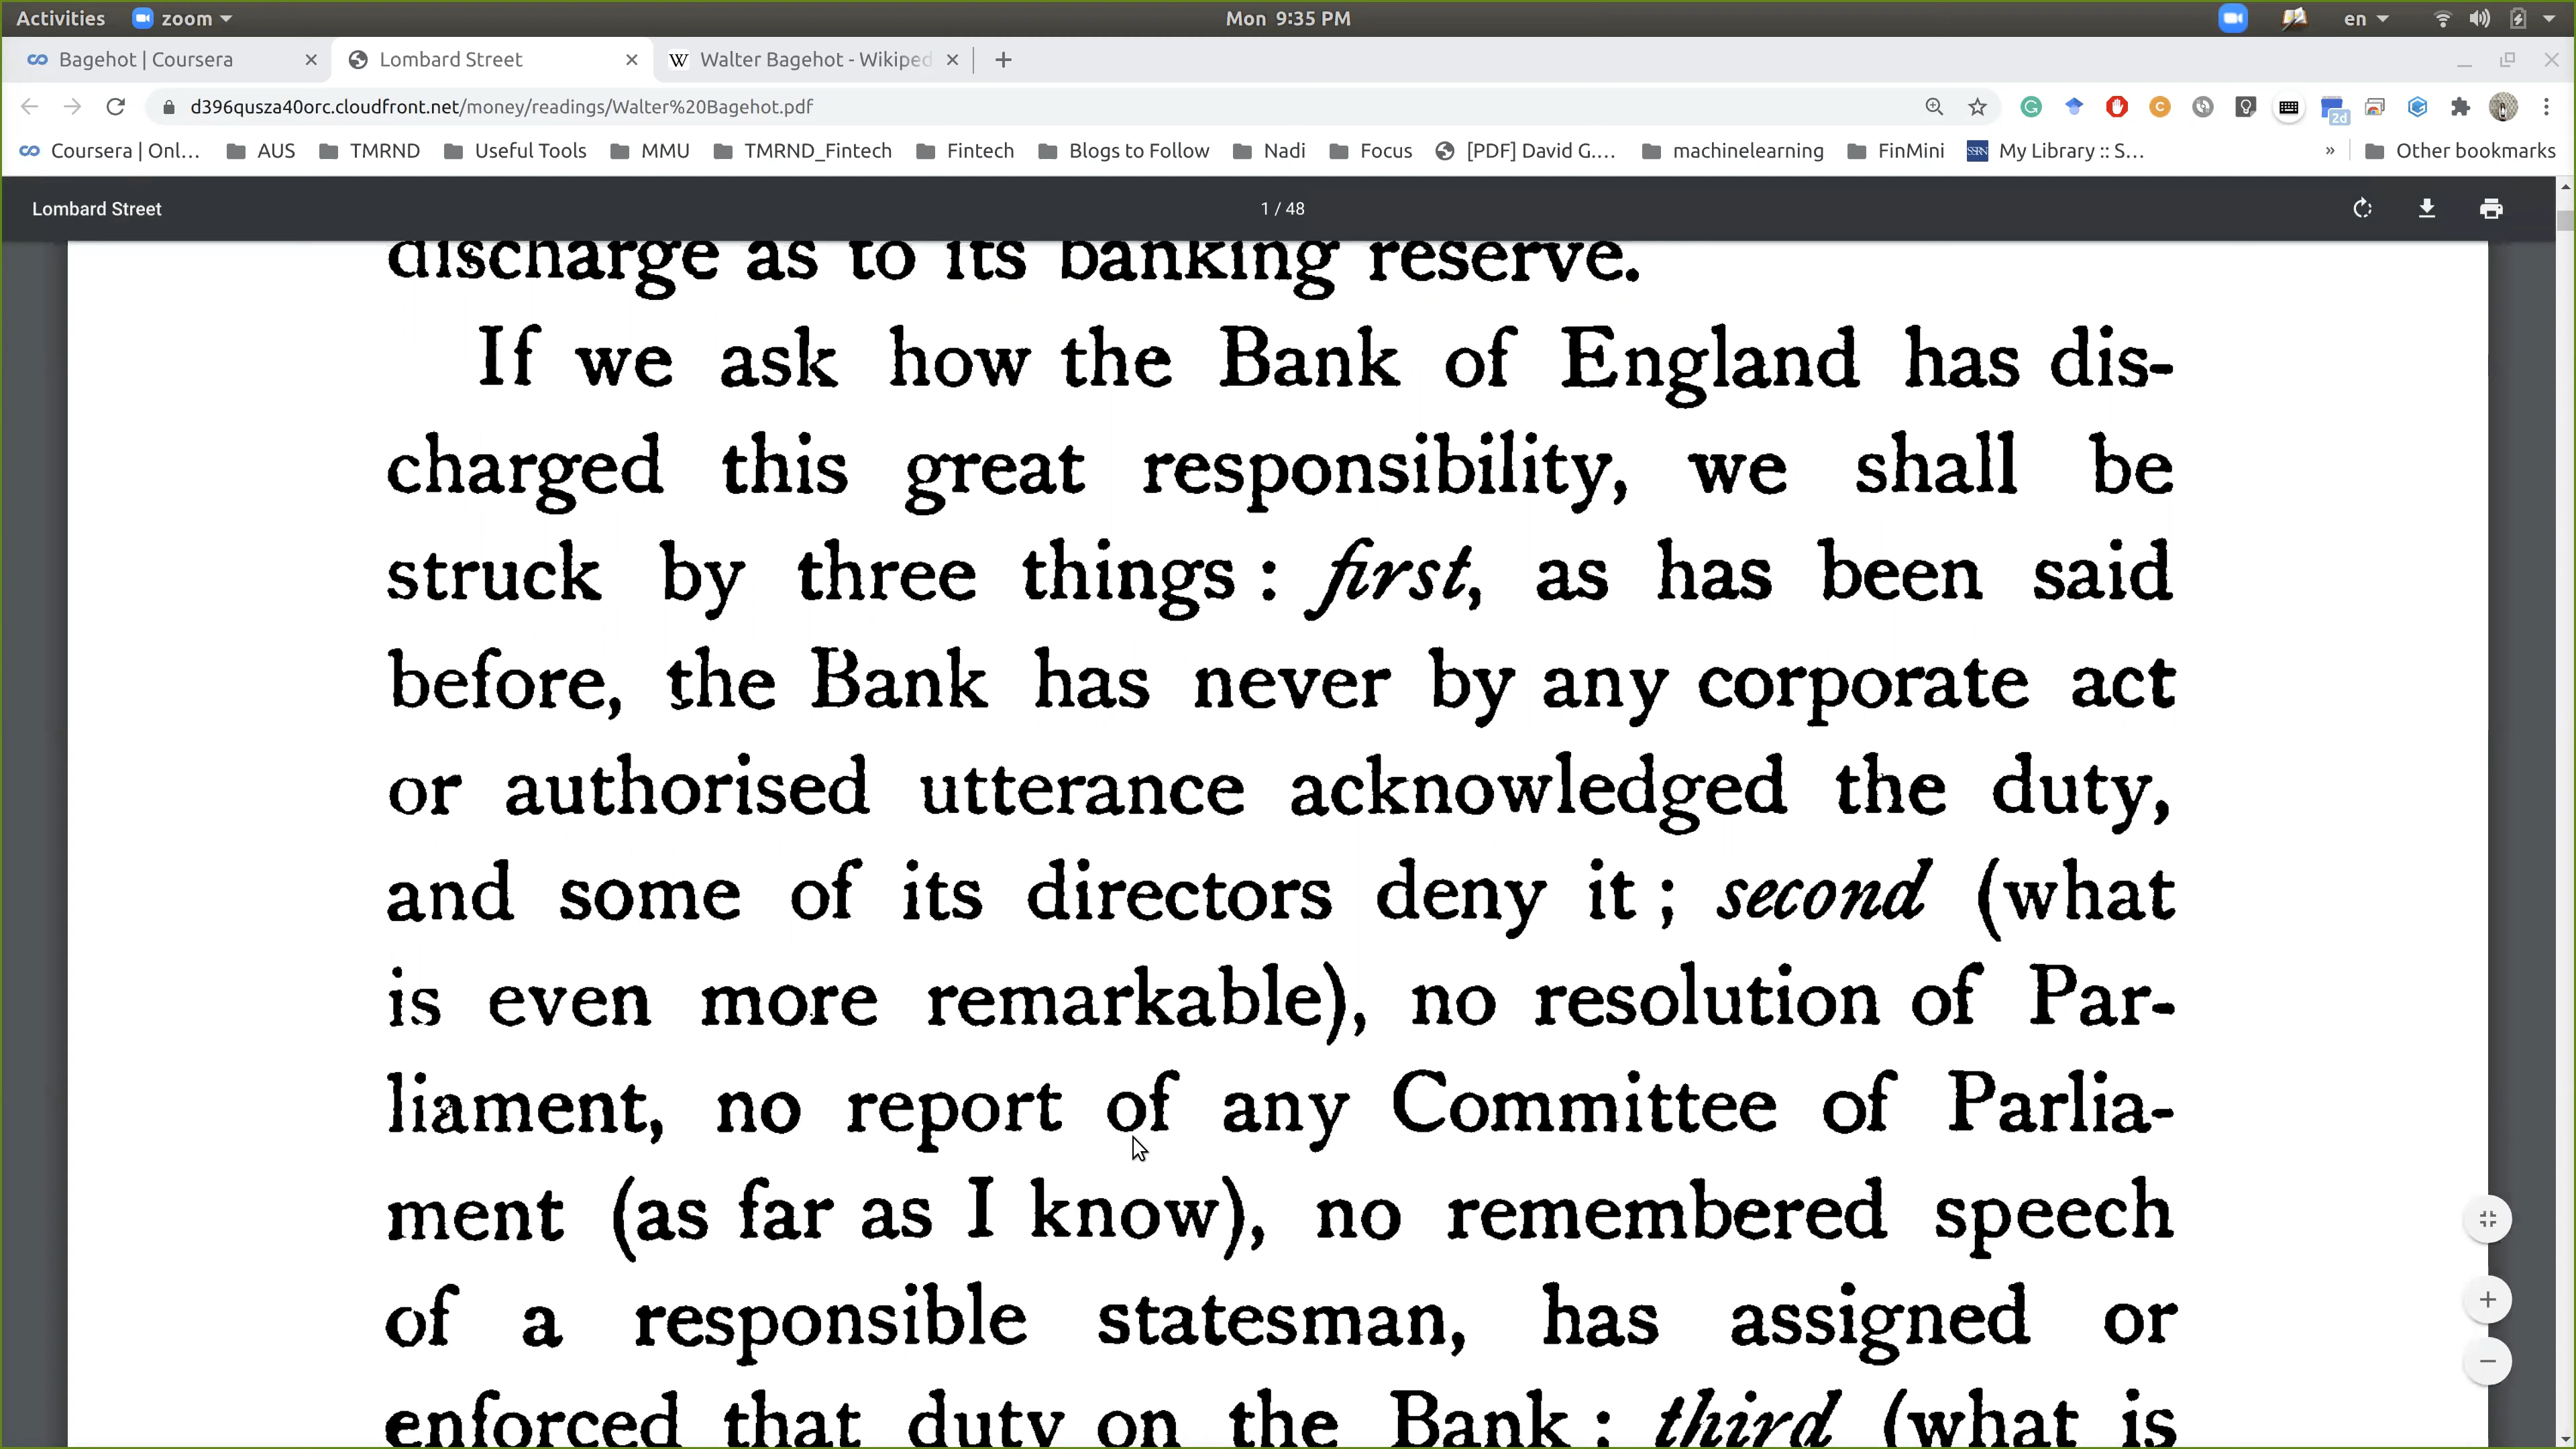 Activities zoom Mon 9:35 PM en
Bagehot | Coursera Lombard Street Walter Bagehot - Wikiped
d396qusza40orc.cloudfront.net/money/readings/Walter%20Bagehot.pdf 2d
Coursera | Onl... AUS TMRND Useful Tools MMU TMRND_Fintech Fintech Blogs to Follow Nadi Focus [PDF] David G.... machinelearning FinMini SSRN My Library :: S... » Other bookmarks
Lombard Street 1 / 48
discharge as to its banking reserve.
If we ask how the Bank of England has dis-
charged this great responsibility, we shall be
struck by three things : first, as has been said
before, the Bank has never by any corporate act
or authorised utterance acknowledged the duty,
and some of its directors deny it ; second (what
is even more remarkable), no resolution of Par-
liament, no report of any Committee of Parlia-
ment (as far as I know), no remembered speech
of a responsible statesman, has assigned or
enforced that duty on the Bank ; third (what is